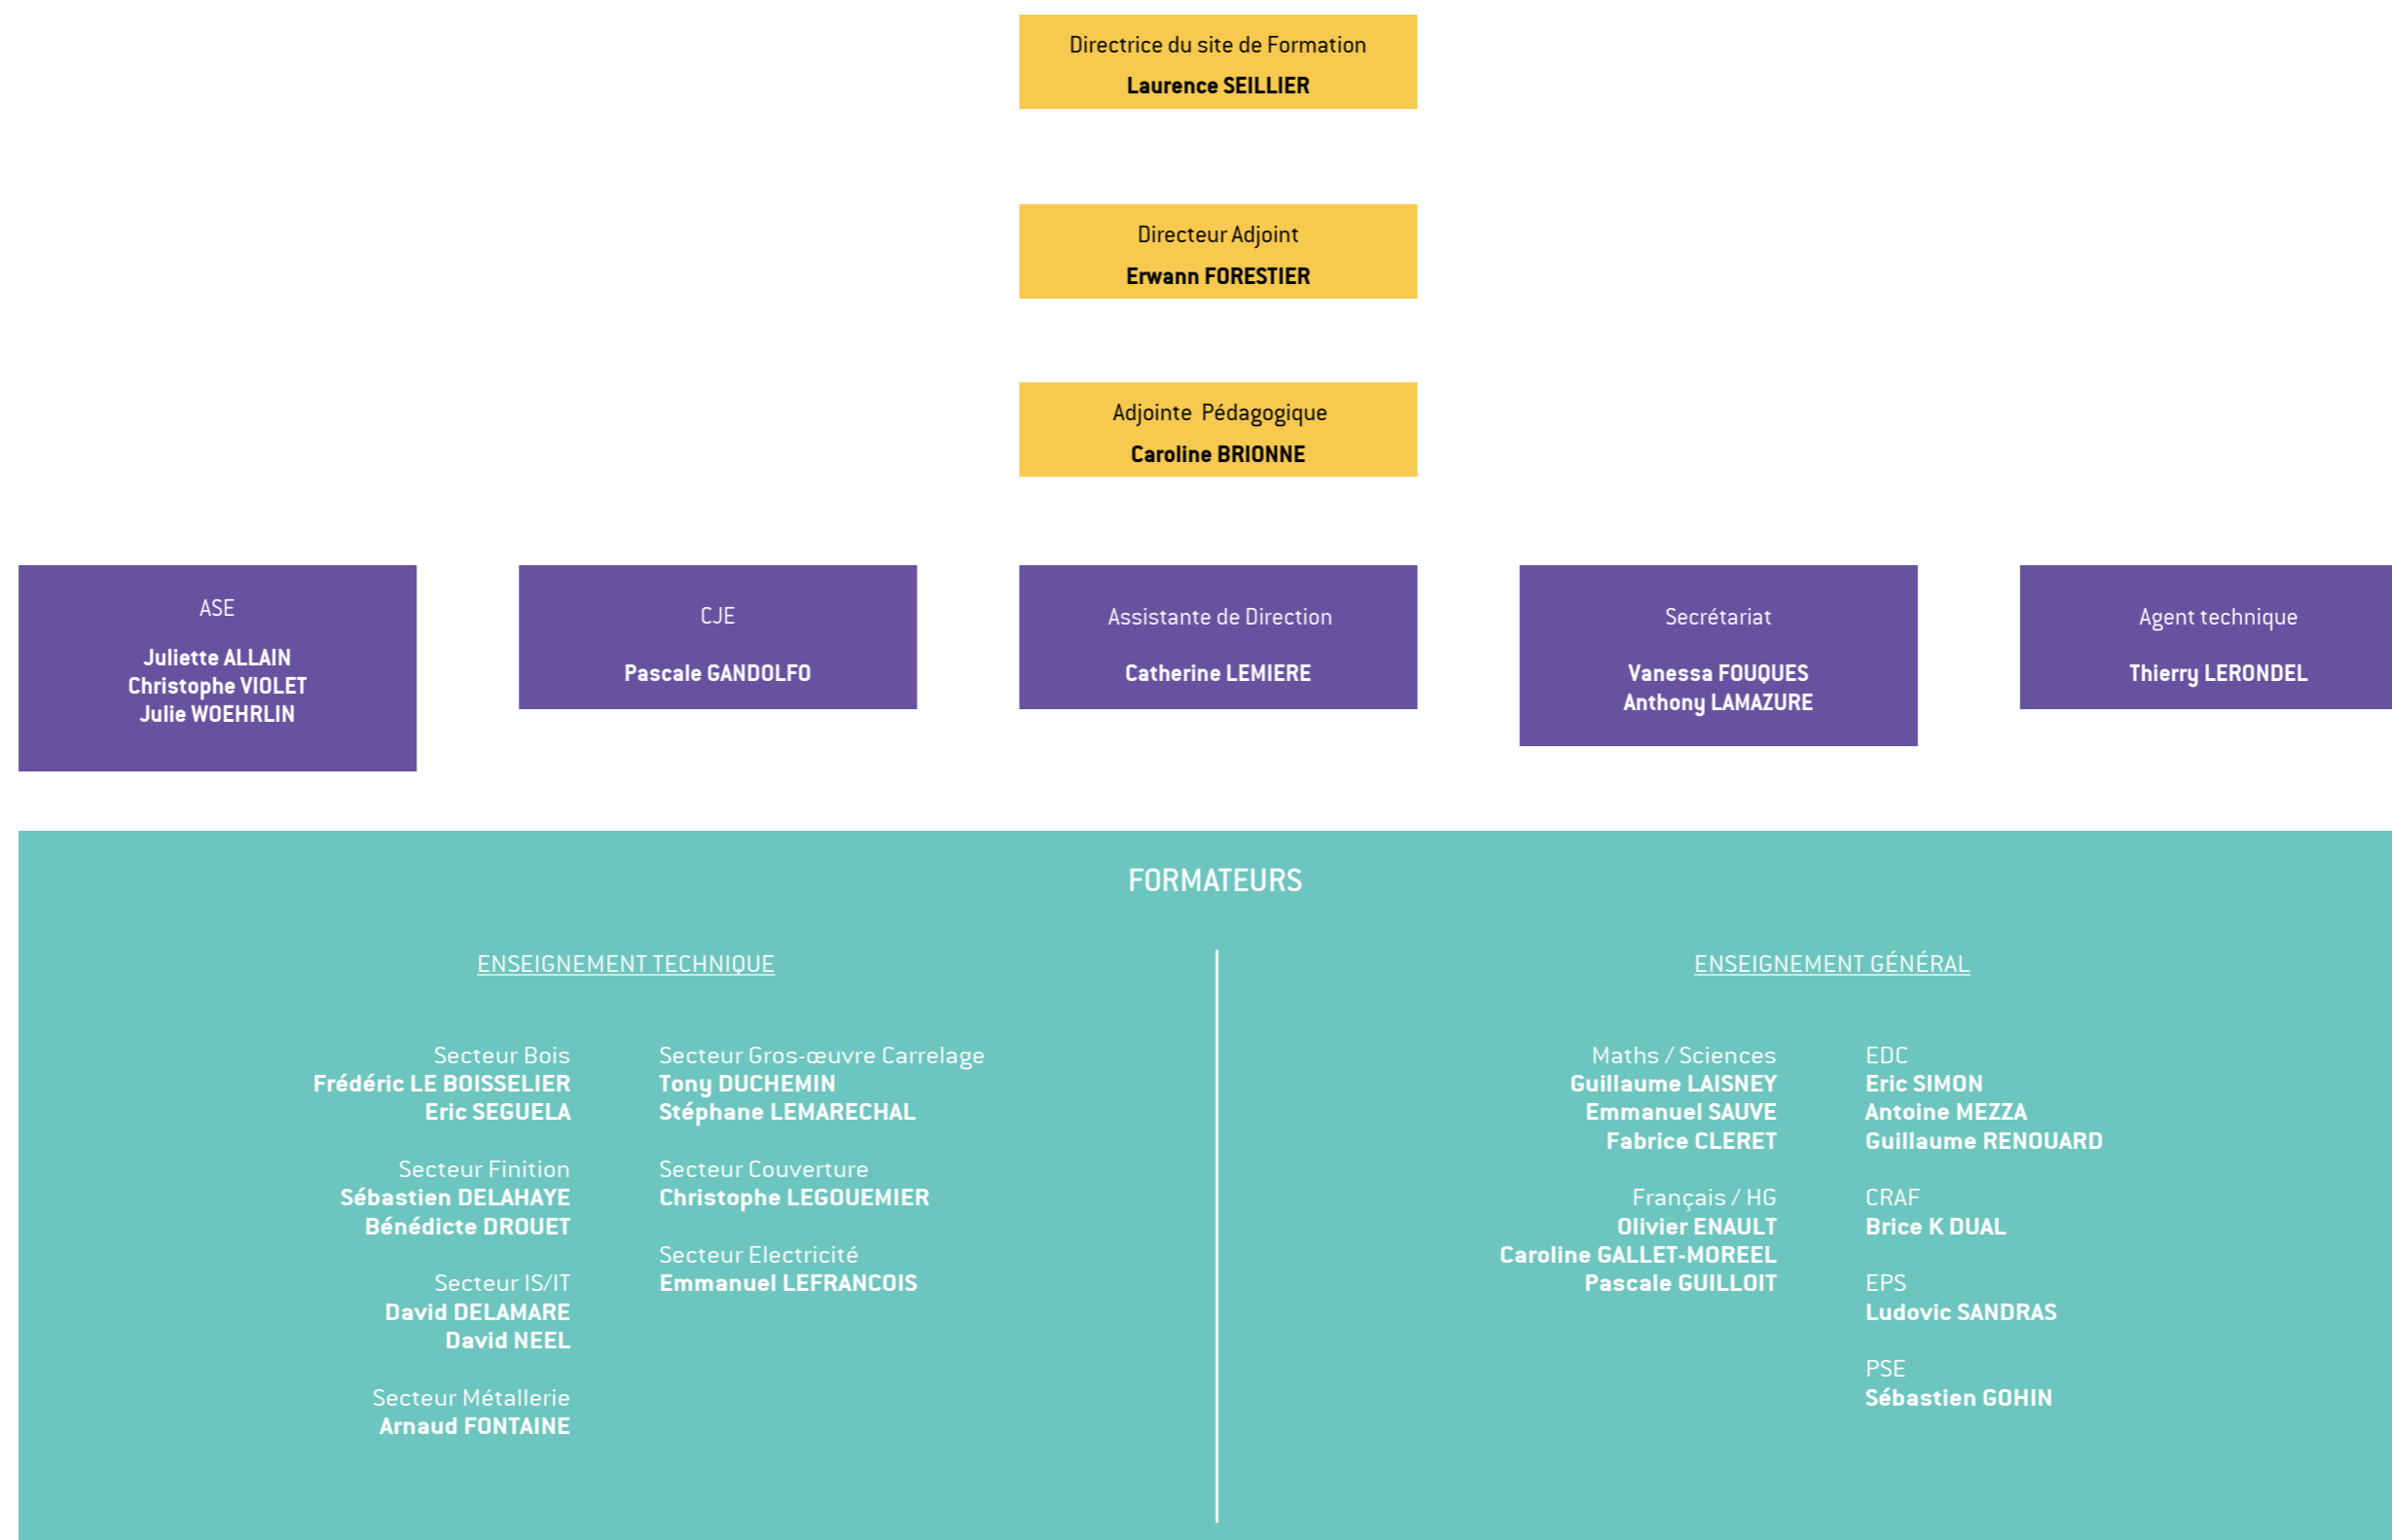 Directrice du site de Formation
Laurence SEILLIER
Directeur Adjoint
Erwann FORESTIER
Adjointe Pédagogique
Caroline BRIONNE
ASE
Juliette ALLAIN
Christophe VIOLET
Julie WOEHRLIN
CJE
Pascale GANDOLFO
Assistante de Direction
Catherine LEMIERE
Secrétariat
Vanessa FOUQUES
Anthony LAMAZURE
Agent technique
Thierry LERONDEL
FORMATEURS
ENSEIGNEMENT TECHNIQUE
Secteur Bois
Frédéric LE BOISSELIER
Eric SEGUELA
Secteur Finition
Sébastien DELAHAYE
Bénédicte DROUET
Secteur IS/IT
David DELAMARE
David NEEL
Secteur Métallerie
Arnaud FONTAINE
Secteur Gros-œuvre Carrelage
Tony DUCHEMIN
Stéphane LEMARECHAL
Secteur Couverture
Christophe LEGOUEMIER
Secteur Electricité
Emmanuel LEFRANCOIS
ENSEIGNEMENT GÉNÉRAL
Maths / Sciences
Guillaume LAISNEY
Emmanuel SAUVE
Fabrice CLERET
Français / HG
Olivier ENAULT
Caroline GALLET-MOREEL
Pascale GUILLOIT
EDC
Eric SIMON
Antoine MEZZA
Guillaume RENOUARD
CRAF
Brice K DUAL
EPS
Ludovic SANDRAS
PSE
Sébastien GOHIN